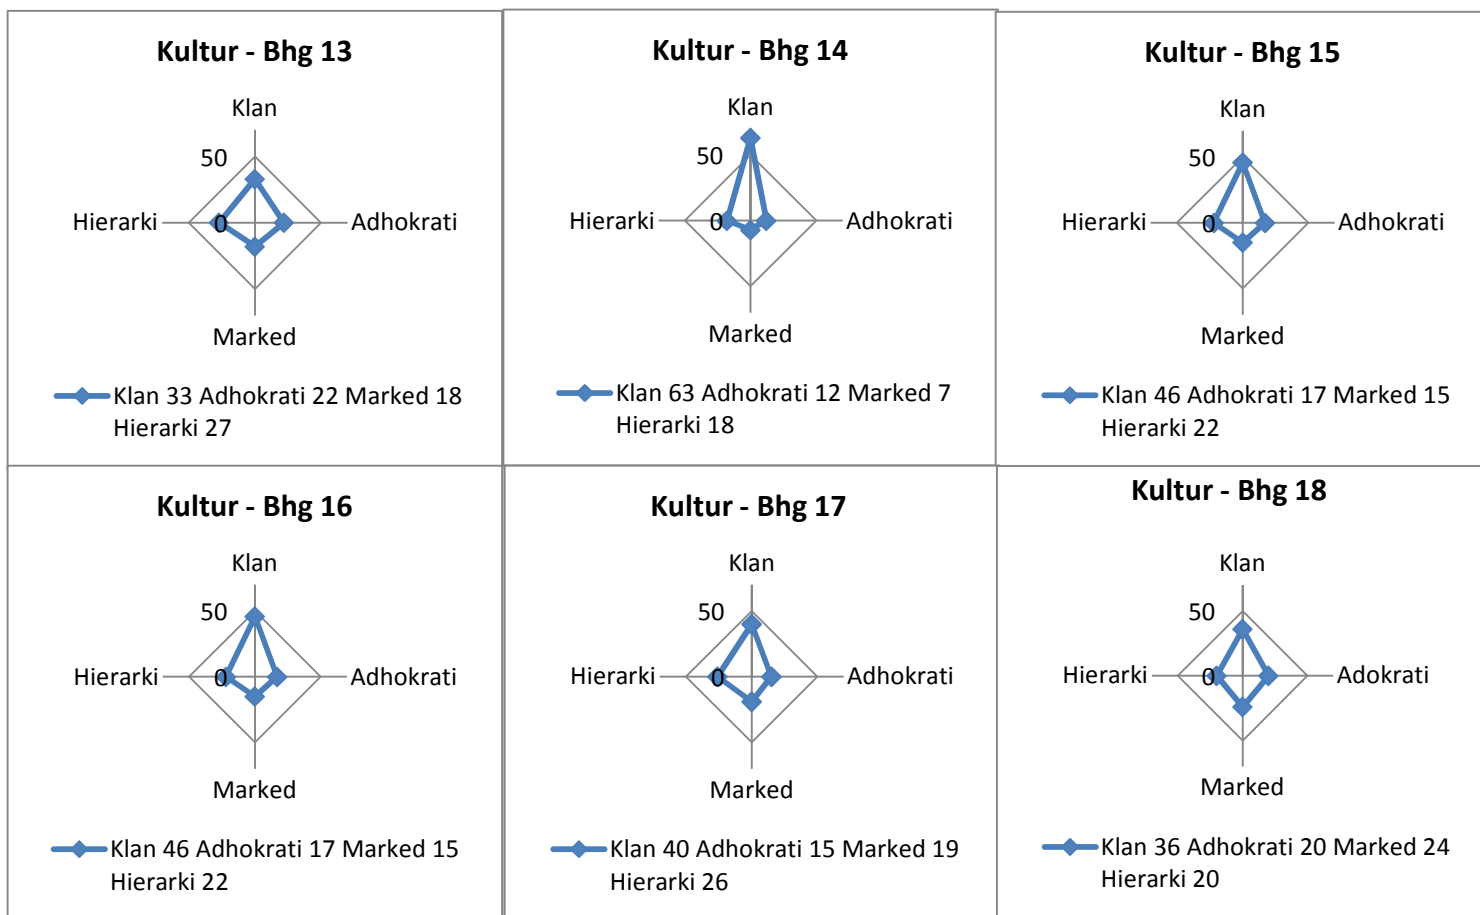 Kultur - Bhg 13
Klan
50
Hierarki
0
Adhokrati
Marked
Klan 33 Adhokrati 22 Marked 18
Hierarki 27
Kultur - Bhg 14
Klan
50
Hierarki
0
Adhokrati
Marked
Klan 63 Adhokrati 12 Marked 7
Hierarki 18
Kultur - Bhg 15
Klan
50
Hierarki
0
Adhokrati
Marked
Klan 46 Adhokrati 17 Marked 15
Hierarki 22
Kultur - Bhg 16
Klan
50
Hierarki
0
Adhokrati
Marked
Klan 46 Adhokrati 17 Marked 15
Hierarki 22
Kultur - Bhg 17
Klan
50
Hierarki
0
Adhokrati
Marked
Klan 40 Adhokrati 15 Marked 19
Hierarki 26
Kultur - Bhg 18
Klan
50
Hierarki
0
Adokrati
Marked
Klan 36 Adhokrati 20 Marked 24
Hierarki 20